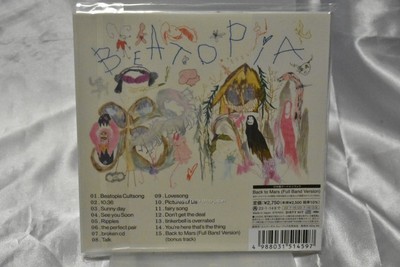 BEATOPIA
01. Beatopia Cultsong
02. 10:36
03. Sunny day
04. See you Soon
05. Ripples
06. the perfect pair
07. broken cd
08. Talk
09. Lovesong
10. Pictures of Us
11. fairy song
12. Don't get the deal
13. tinkerbell is overrated
14. You're here that's the thing
15. Back to Mars (Full Band Version)
(bonus track)
Back to Mars (Full Band Version)
4 988031 514597